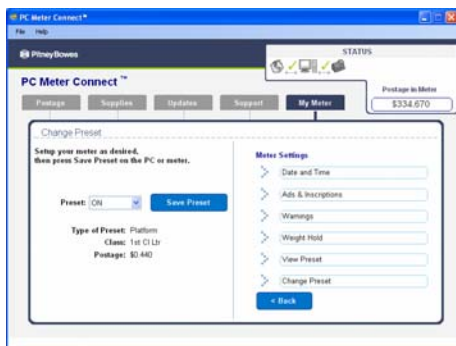 PC Meter Connect™
File Help
PitneyBowes
STATUS
PC Meter Connect ™
Postage in Meter
$334.670
Postage Supplies Updates Support My Meter
Change Preset
Setup your meter as desired,
then press Save Preset on the PC or meter.
Preset: ON Save Preset
Type of Preset: Platform
Class: 1st Cl Ltr
Postage: $0.440
Meter Settings
Date and Time
Ads & Inscriptions
Warnings
Weight Hold
View Preset
Change Preset
< Back